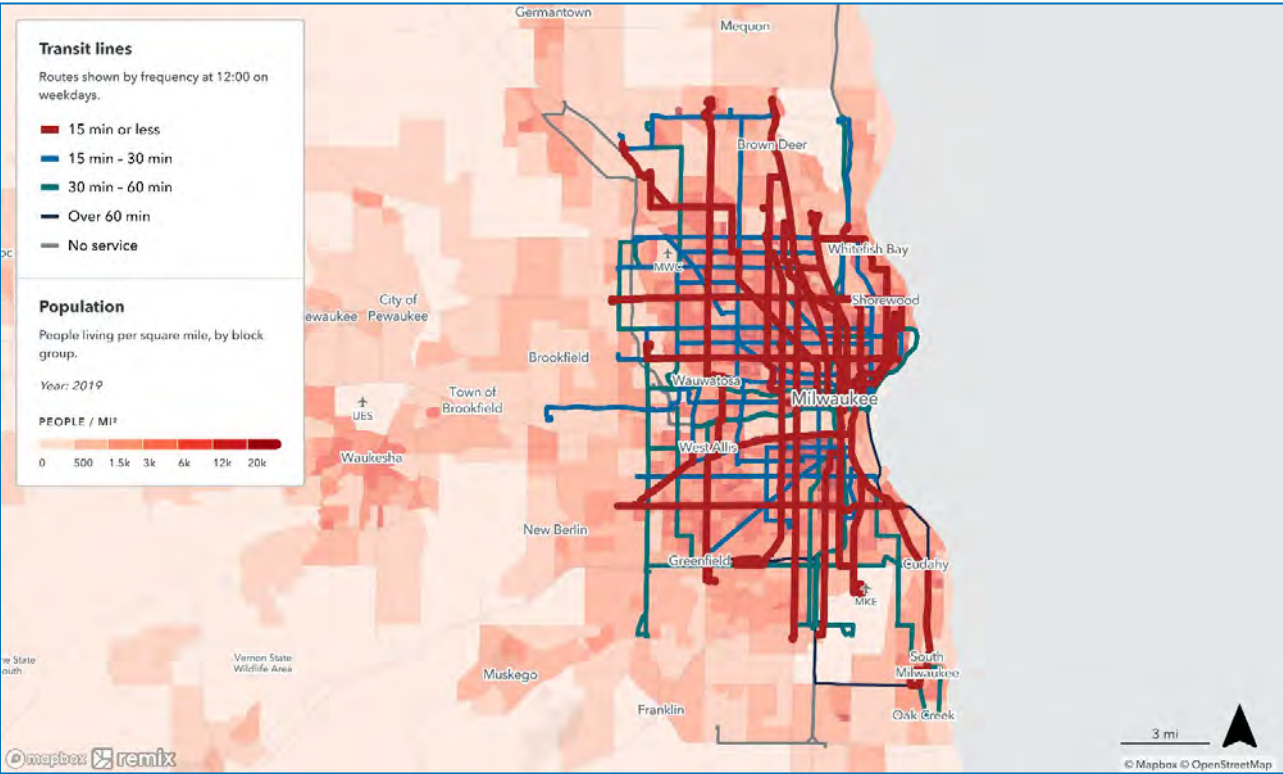 Transit lines
Routes shown by frequency at 12:00 on
weekdays.
15 min or less
15 min - 30 min
30 min - 60 min
Over 60 min
No service
Population
People living per square mile, by block
group.
Year: 2019
PEOPLE / MI²
0 500 1.5k 3k 6k 12k 20k
Germantown
Mequon
Brown Deer
Whitefish Bay
MWC
oc
City of
ewaukee Pewaukee
Shorewood
Brookfield
Wauwatosa
Town of
Brookfield
Milwaukee
UES
West Allis
Waukesha
New Berlin
Greenfield
Cudahy
MKE
ne State
outh
Vernon State
Wildlife Area
Muskego
South
Milwaukee
Franklin
Oak Creek
3 mi
mapbox remix
© Mapbox © OpenStreetMap